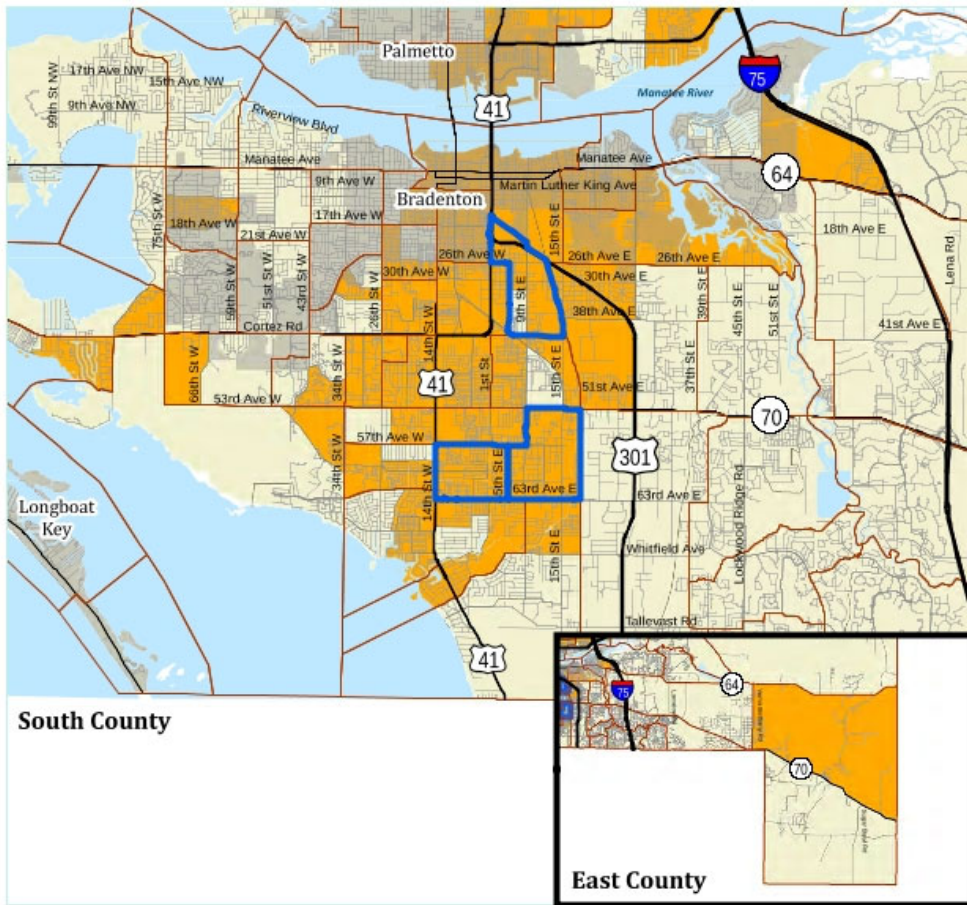 Palmetto
75
17th Ave NW
15th Ave NW
99th St NW
9th Ave NW
Manatee River
41
Riverview Blvd
Manatee Ave
Manatee Ave
64
9th Ave W
Martin Luther King Ave
Bradenton
75th St W
18th Ave W
17th Ave W
15th St E
18th Ave E
21st Ave W
Lena Rd
26th Ave W
26th Ave E
26th Ave E
59th St W
51st St W
43rd St W
30th Ave W
30th Ave E
26th St W
9th St E
38th Ave E
39th St E
45th St E
51st St E
Cortez Rd
14th St W
41st Ave E
66th St W
34th St W
41
1st St
15th St E
51st Ave E
37th St E
53rd Ave W
70
57th Ave W
34th St W
14th St W
5th St E
301
63rd Ave E
63rd Ave E
Lockwood Ridge Rd
Longboat
Key
15th St E
Whitfield Ave
Tallevast Rd
41
South County
75
64
70
East County